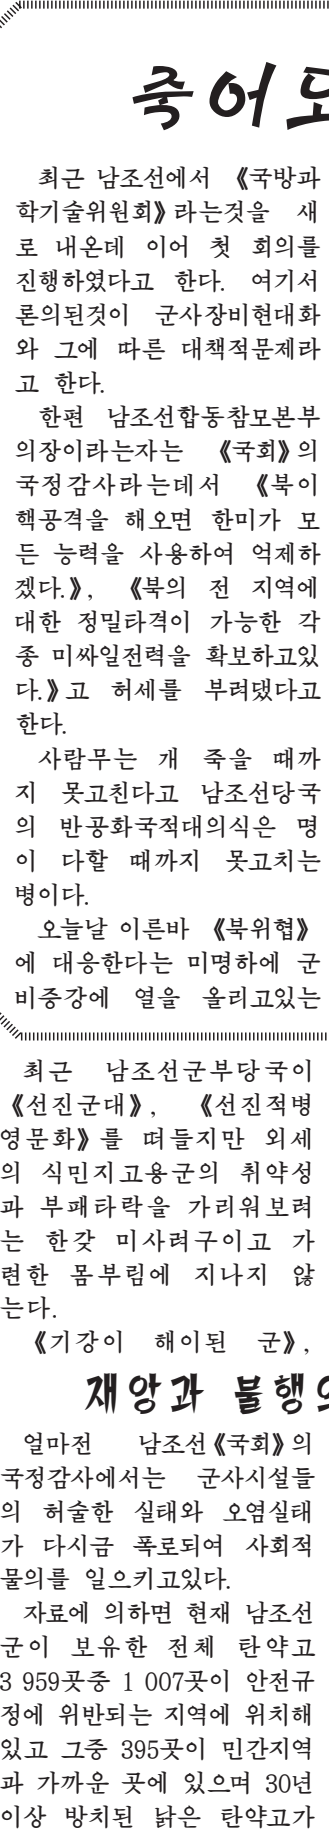 죽어도
최근 남조선에서 《국방과
학기술위원회》라는것을 새
로 내온데 이어 첫 회의를
진행하였다고 한다. 여기서
론의된것이 군사장비현대화
와 그에 따른 대책적문제라
고 한다.
한편 남조선합동참모본부
의장이라는자는 《국회》의
국정감사라는데서 《북이
핵공격을 해오면 한미가 모
든 능력을 사용하여 억제하
겠다.》, 《북의 전 지역에
대한 정밀타격이 가능한 각
종 미싸일전력을 확보하고있
다.》고 허세를 부려댔다고
한다.
사람무는 개 죽을 때까
지 못고친다고 남조선당국
의 반공화국적대의식은 명
이 다할 때까지 못고치는
병이다.
오늘날 이른바 《북위협》
에 대응한다는 미명하에 군
비증강에 열을 올리고있는
최근 남조선군부당국이
《선진군대》, 《선진적병
영문화》를 떠들지만 외세
의 식민지고용군의 취약성
과 부패타락을 가리워보려
는 한갖 미사려구이고 가
련한 몸부림에 지나지 않
는다.
《기강이 해이된 군》,
재앙과 불행의
얼마전 남조선《국회》의
국정감사에서는 군사시설들
의 허술한 실태와 오염실태
가 다시금 폭로되여 사회적
물의를 일으키고있다.
자료에 의하면 현재 남조선
군이 보유한 전체 탄약고
3 959곳중 1 007곳이 안전규
정에 위반되는 지역에 위치해
있고 그중 395곳이 민간지역
과 가까운 곳에 있으며 30년
이상 방치된 낡은 탄약고가